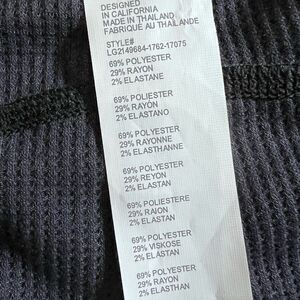 DESIGNED
IN CALIFORNIA
MADE IN THAILAND
FABRIQUÉ AU THAÏLANDE
STYLE#
LG2149684-1762-17075
69% POLYESTER
29% RAYON
2% ELASTANE
69% POLIÉSTER
29% RAYÓN
2% ELASTANO
69% POLYESTER
29% RAYONNE
2% ELASTHANNE
69% POLYESTER
29% REYON
2% ELASTAN
69% POLIESTERE
29% RAION
2% ELASTAN
69% POLYESTER
29% VISKOSE
2% ELASTAN
69% POLYESTER
29% RAYON
2% ELASTHAN